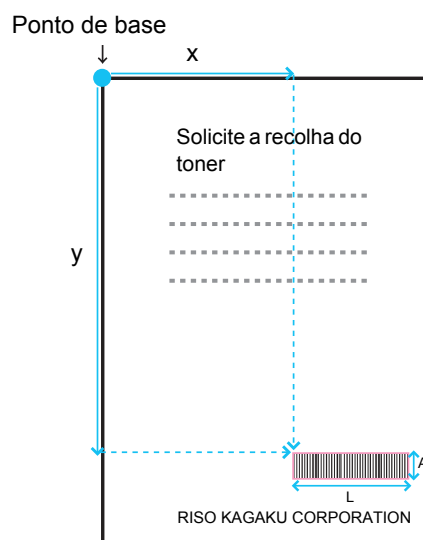 Ponto de base
↓
x
Solicite a recolha do
toner
y
A
L
RISO KAGAKU CORPORATION